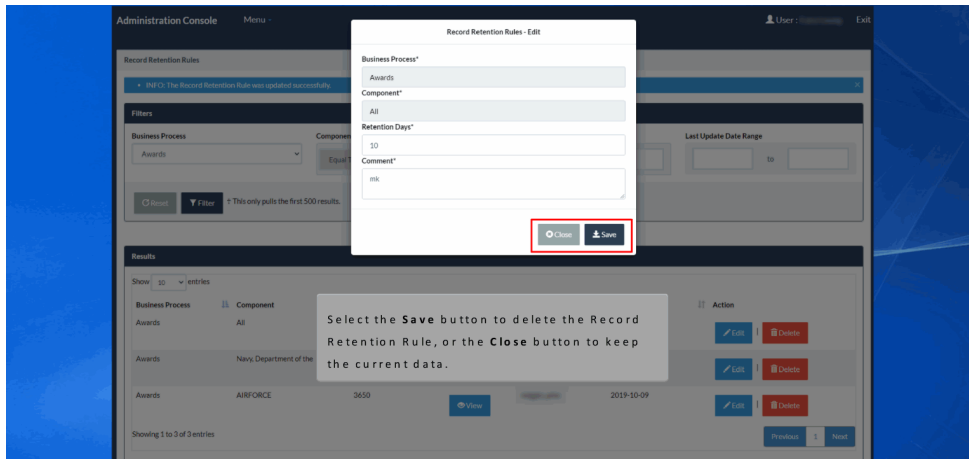 Administration Console Menu User : Exit
Record Retention Rules - Edit
Record Retention Rules
Business Process*
INFO: The Record Retention Rule was updated successfully. ×
Awards
Component*
All
Filters
Retention Days*
Business Process Componen Last Update Date Range
10
Awards Equal T to
Comment*
mk
Reset Filter * This only pulls the first 500 results.
Close Save
Results
Show 10 entries
Business Process Component Action
Awards All Edit | Delete
Select the Save button to delete the Record
Retention Rule, or the Close button to keep
the current data.
Awards Navy, Department of the Edit | Delete
Awards AIRFORCE 3650 View 2019-10-09 Edit | Delete
Showing 1 to 3 of 3 entries Previous 1 Next